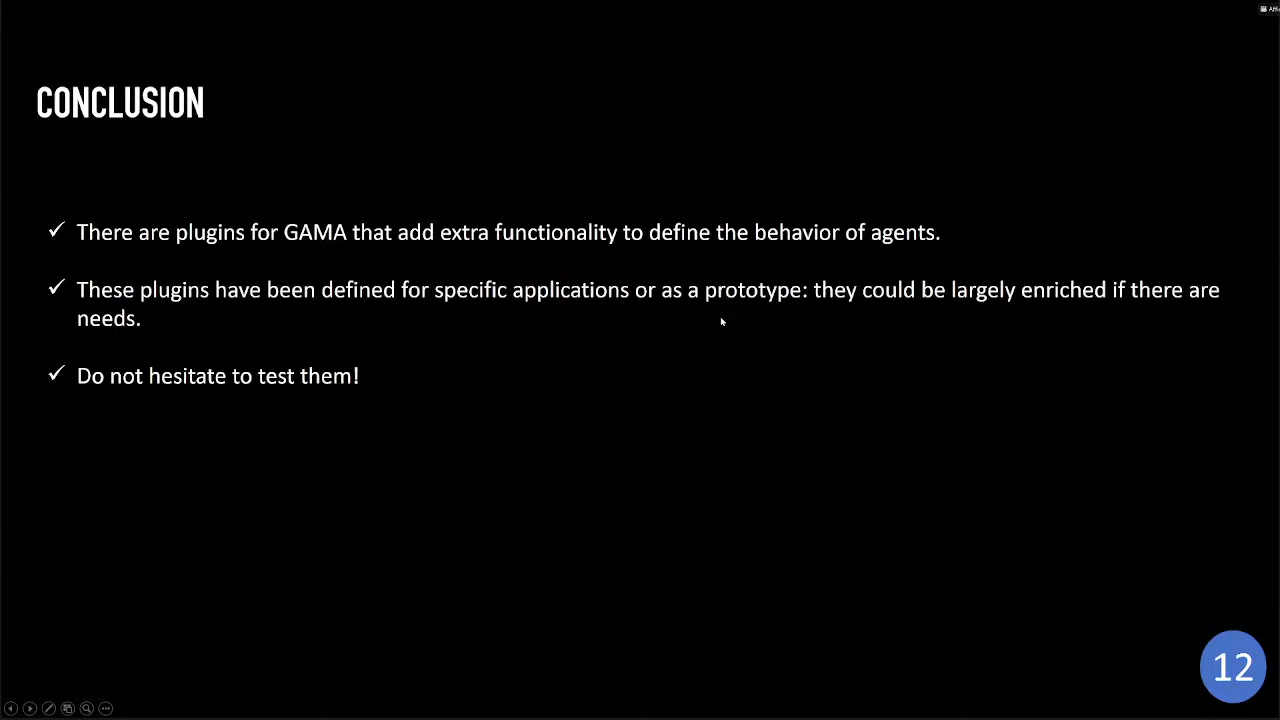 CONCLUSION
✓ There are plugins for GAMA that add extra functionality to define the behavior of agents.
✓ These plugins have been defined for specific applications or as a prototype: they could be largely enriched if there are
needs.
✓ Do not hesitate to test them!
12